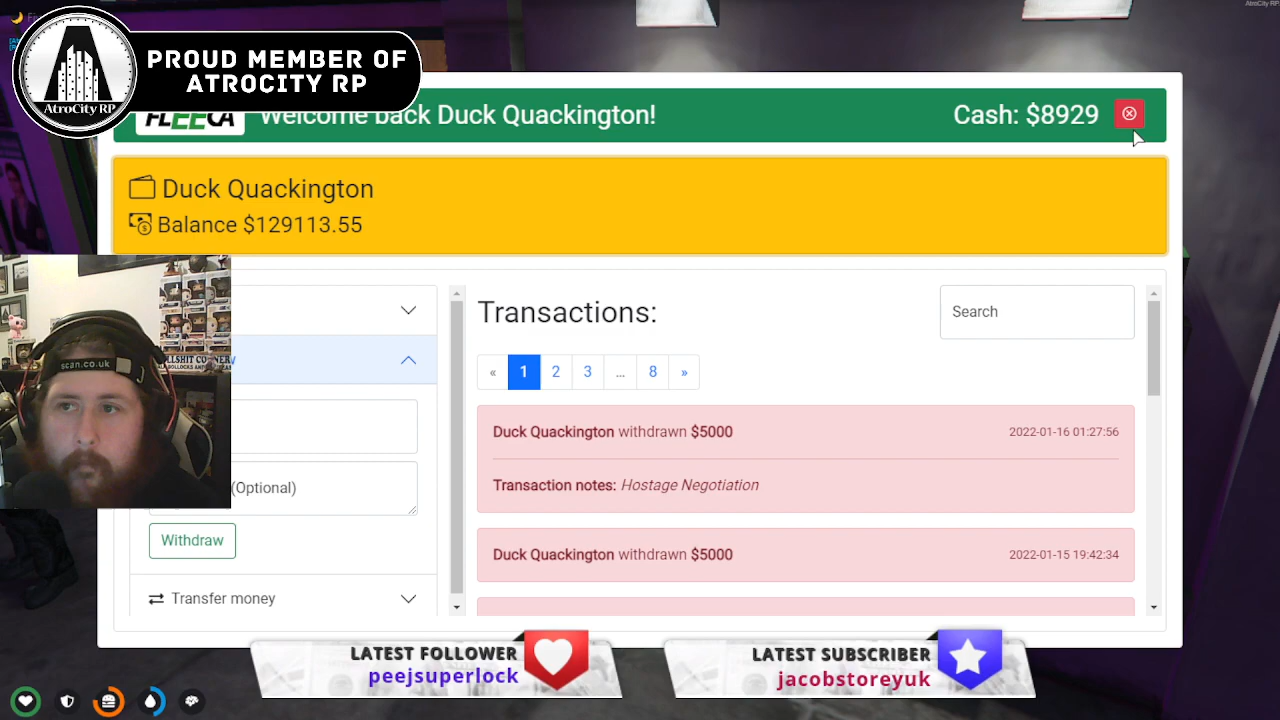 AtroCity RP
PROUD MEMBER OF
ATROCITY RP
AtroCity RP
FLEECA
Welcome back Duck Quackington!
Cash: $8929
Duck Quackington
Balance $129113.55
scan.co.uk
(Optional)
Withdraw
Transfer money
Transactions:
Search
« 1 2 3 ... 8 »
Duck Quackington withdrawn $5000
2022-01-16 01:27:56
Transaction notes: Hostage Negotiation
Duck Quackington withdrawn $5000
2022-01-15 19:42:34
LATEST FOLLOWER
peejsuperlock
LATEST SUBSCRIBER
jacobstoreyuk